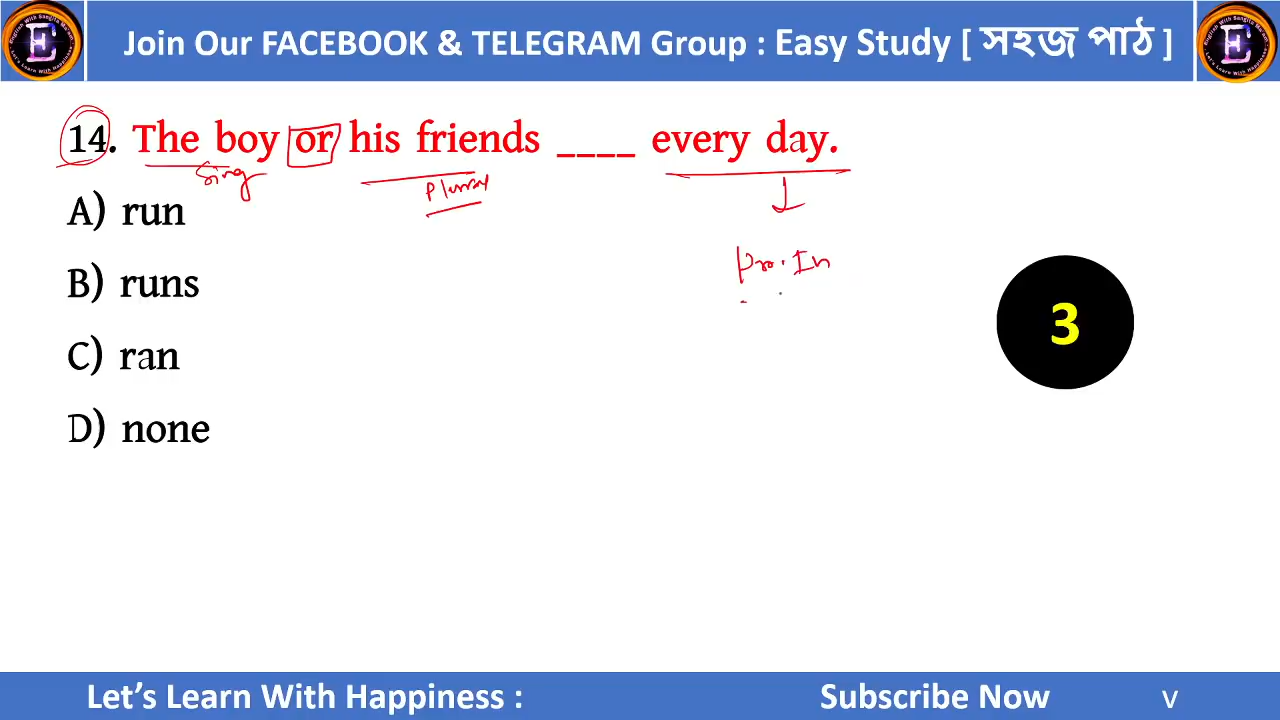 Join Our FACEBOOK & TELEGRAM Group : Easy Study [ সহজ পাঠ ]
14. The boy or his friends ____ every day.
Sing
Plural
A) run
Pr. In
B) runs
3
C) ran
D) none
Let's Learn With Happiness :
Subscribe Now
v